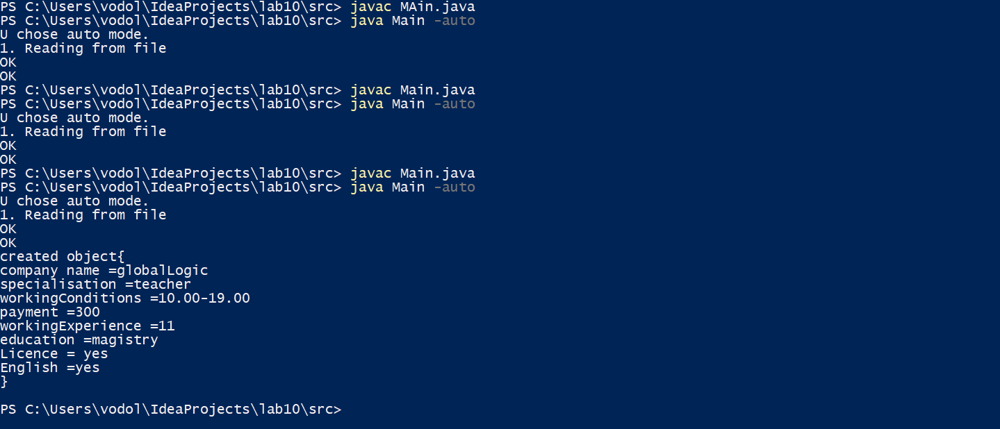 PS C:\Users\vodol\IdeaProjects\lab10\src> javac MAin.java
PS C:\Users\vodol\IdeaProjects\lab10\src> java Main -auto
U chose auto mode.
1. Reading from file
OK
OK
PS C:\Users\vodol\IdeaProjects\lab10\src> javac Main.java
PS C:\Users\vodol\IdeaProjects\lab10\src> java Main -auto
U chose auto mode.
1. Reading from file
OK
OK
PS C:\Users\vodol\IdeaProjects\lab10\src> javac Main.java
PS C:\Users\vodol\IdeaProjects\lab10\src> java Main -auto
U chose auto mode.
1. Reading from file
OK
OK
created object{
company name =globalLogic
specialisation =teacher
workingConditions =10.00-19.00
payment =300
workingExperience =11
education =magistry
Licence = yes
English =yes
}
PS C:\Users\vodol\IdeaProjects\lab10\src>